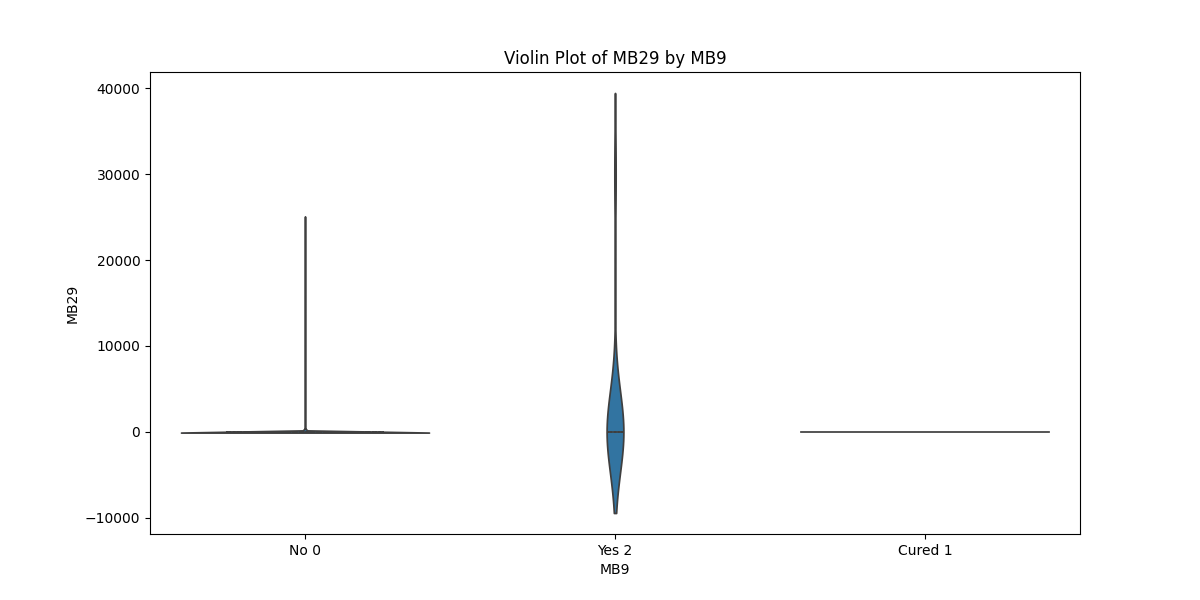 Violin Plot of MB29 by MB9
40000
30000
20000
10000
0
−10000
MB29
No 0
Yes 2
Cured 1
MB9